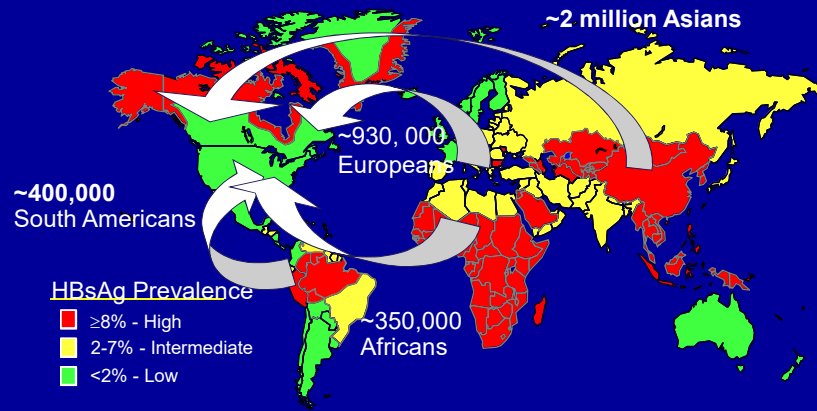 ~2 million Asians
~930, 000
Europeans
~400,000
South Americans
HBsAg Prevalence
≥8% - High
2-7% - Intermediate
<2% - Low
~350,000
Africans